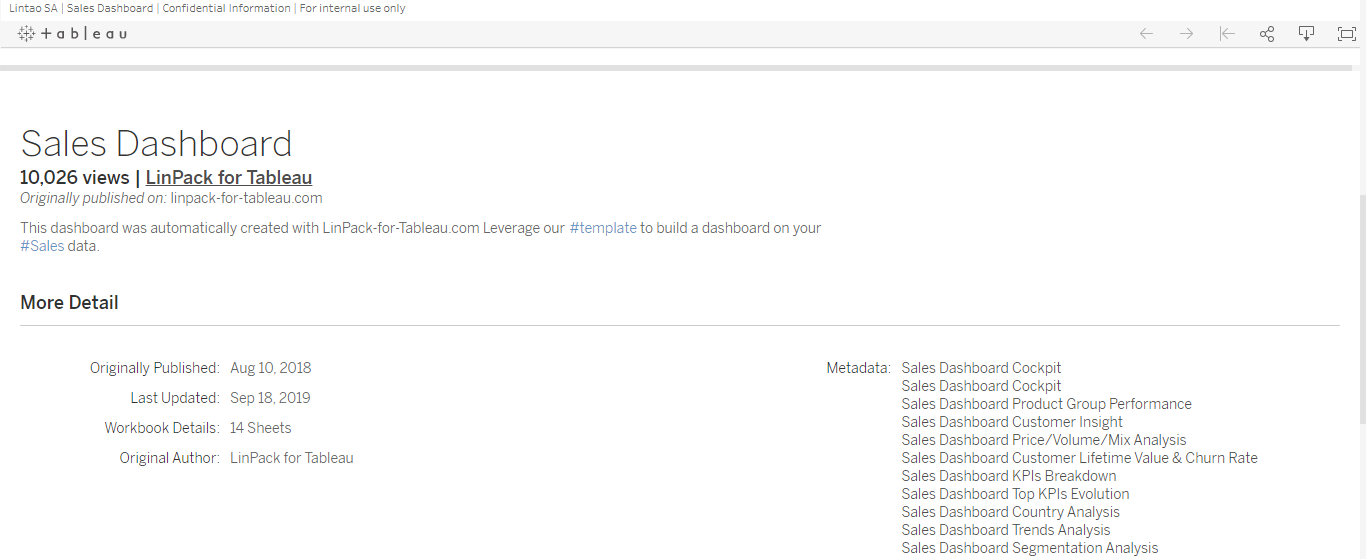 Lintao SA | Sales Dashboard | Confidential Information | For internal use only
+ableau
Sales Dashboard
10,026 views | LinPack for Tableau
Originally published on: linpack-for-tableau.com
This dashboard was automatically created with LinPack-for-Tableau.com Leverage our #template to build a dashboard on your
#Sales data.
More Detail
Originally Published: Aug 10, 2018
Last Updated: Sep 18, 2019
Workbook Details: 14 Sheets
Original Author: LinPack for Tableau
Metadata: Sales Dashboard Cockpit
Sales Dashboard Cockpit
Sales Dashboard Product Group Performance
Sales Dashboard Customer Insight
Sales Dashboard Price/Volume/Mix Analysis
Sales Dashboard Customer Lifetime Value & Churn Rate
Sales Dashboard KPIs Breakdown
Sales Dashboard Top KPIs Evolution
Sales Dashboard Country Analysis
Sales Dashboard Trends Analysis
Sales Dashboard Segmentation Analysis